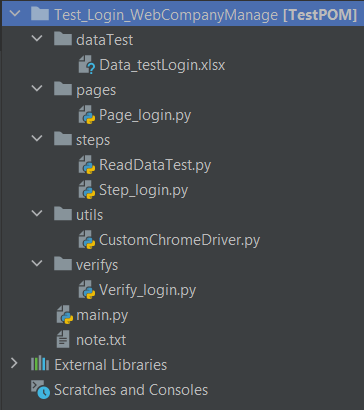 Test_Login_WebCompanyManage [TestPOM]
dataTest
Data_testLogin.xlsx
pages
Page_login.py
steps
ReadDataTest.py
Step_login.py
utils
CustomChromeDriver.py
verifys
Verify_login.py
main.py
note.txt
External Libraries
Scratches and Consoles